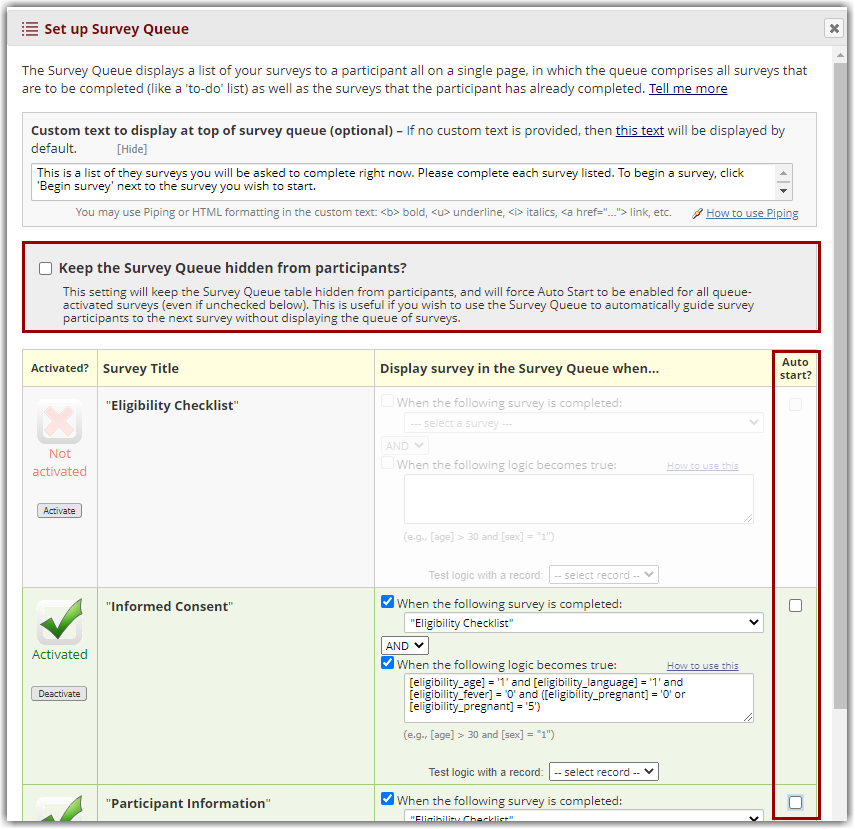 Set up Survey Queue
The Survey Queue displays a list of your surveys to a participant all on a single page, in which the queue comprises all surveys that
are to be completed (like a 'to-do' list) as well as the surveys that the participant has already completed. Tell me more
Custom text to display at top of survey queue (optional) – If no custom text is provided, then this text will be displayed by
default. [Hide]
This is a list of they surveys you will be asked to complete right now. Please complete each survey listed. To begin a survey, click
'Begin survey' next to the survey you wish to start.
You may use Piping or HTML formatting in the custom text: <b> bold, <u> underline, <i> italics, <a href="..."> link, etc. How to use Piping
Keep the Survey Queue hidden from participants?
This setting will keep the Survey Queue table hidden from participants, and will force Auto Start to be enabled for all queue-
activated surveys (even if unchecked below). This is useful if you wish to use the Survey Queue to automatically guide survey
participants to the next survey without displaying the queue of surveys.
Activated? Survey Title Display survey in the Survey Queue when... Auto
start?
"Eligibility Checklist"
Not
activated
Activate
When the following survey is completed:
--- select a survey ---
AND
When the following logic becomes true: How to use this
(e.g., [age] > 30 and [sex] = "1")
Test logic with a record: -- select record --
"Informed Consent"
Activated
Deactivate
When the following survey is completed:
"Eligibility Checklist"
AND
When the following logic becomes true: How to use this
[eligibility_age] = '1' and [eligibility_language] = '1' and
[eligibility_fever] = '0' and ([eligibility_pregnant] = '0' or
[eligibility_pregnant] = '5')
(e.g., [age] > 30 and [sex] = "1")
Test logic with a record: -- select record --
"Participant Information"
When the following survey is completed:
"Eligibility Checklist"